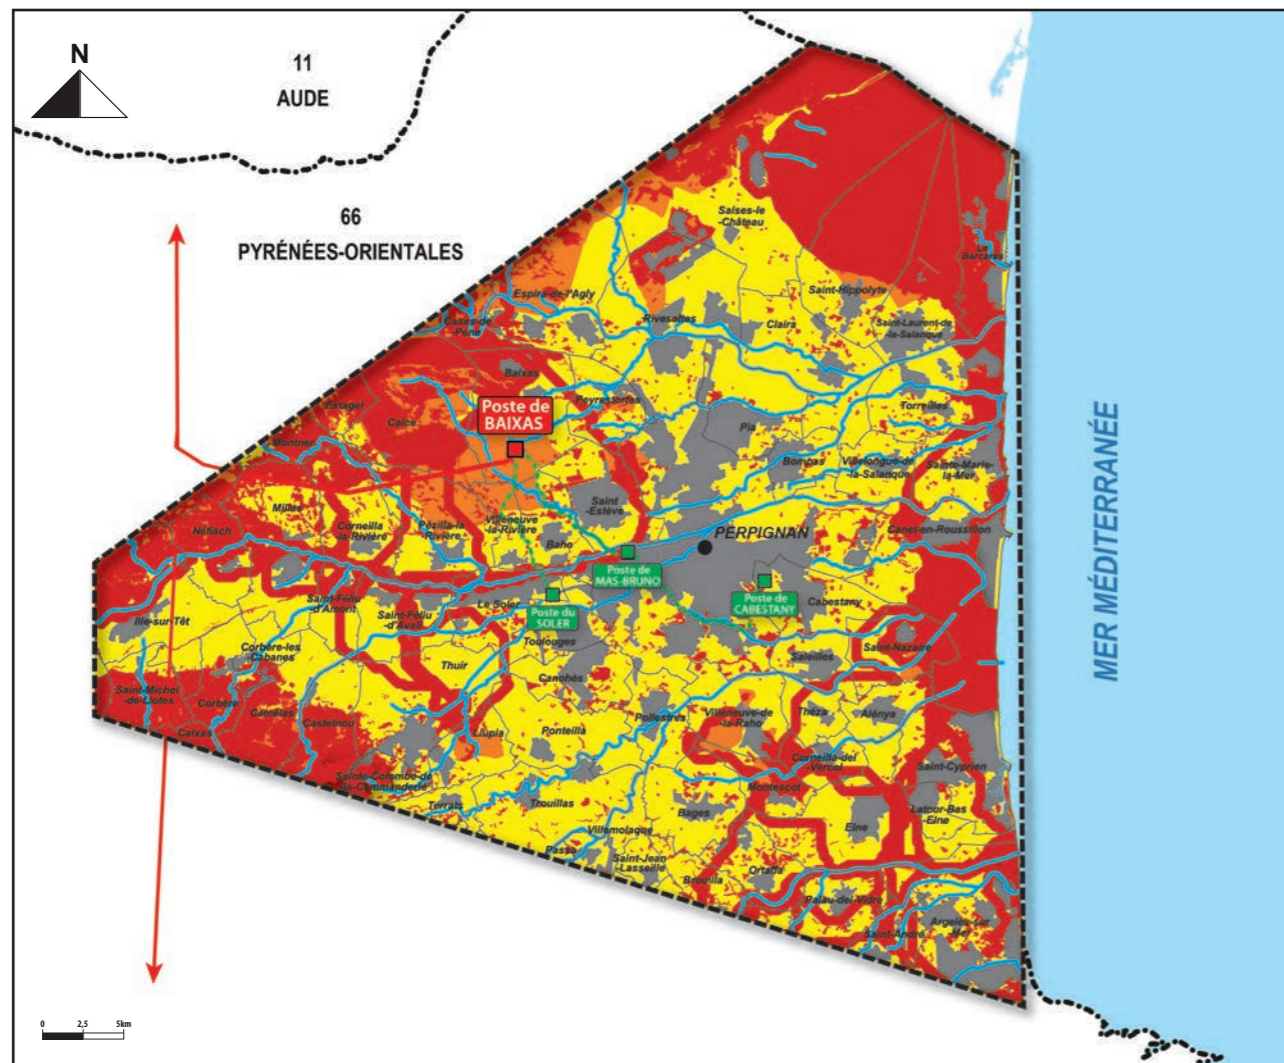 N
11
AUDE
66
PYRÉNÉES-ORIENTALES
Salses-le
-Château
Le
Barcarès
Saint-Hippolyte
Espira-de-l'Agly
Rivesaltes
Claira
Saint-Laurent-de
-la-Salanque
Cases-de-
Pène
Baixas
Peyrestortes
Estagel
Calce
Poste de
BAIXAS
Torreilles
Montner
Pia
Bompas
Villelongue-de
-la-Salanque
Sainte-Marie-
la-Mer
Saint
-Estève
Millas
Néfiach
Corneilla
-la-Rivière
Pézilla-la
-Rivière
Villeneuve
-la-Rivière
Baho
PERPIGNAN
Canet-en-Roussillon
Poste de
MAS-BRUNO
Poste de
CABESTANY
Cabestany
Poste du
SOLER
Le Soler
Saint-Féliu
-d'Amont
Saint-Féliu
-d'Avall
Ille-sur-Têt
Toulouges
Corbère-les
-Cabanes
Thuir
Canohès
Saleilles
Saint-Nazaire
Saint-Michel
-de-Llotes
Corbère
Camélas
Castelnou
Caixas
Llupia
Ponteilla
Pollestres
Villeneuve-de
-la-Raho
Théza
Alénya
Corneilla-del
-Vercol
Saint-Cyprien
Sainte-Colombe-de
-la-Commanderie
Montescot
Terrats
Trouillas
Bages
Latour-Bas
-Elne
Elne
Villemolaque
Passa
Saint-Jean
-Lasseille
Brouilla
Ortaffa
Palau-del-Vidre
Saint-André
Argelès-sur
-Mer
MER MÉDITERRANÉE
0 2,5 5km